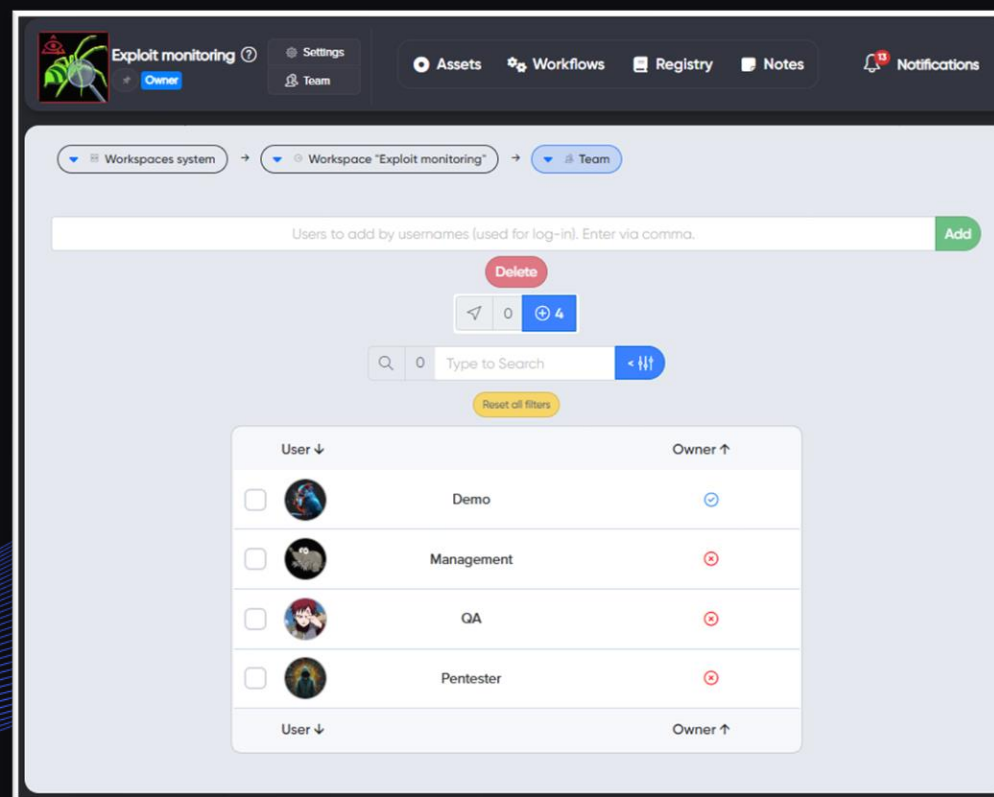 Exploit monitoring
Owner
Settings
Team
Assets
Workflows
Registry
Notes
13
Notifications
Workspaces system → Workspace "Exploit monitoring" → Team
Users to add by usernames (used for log-in). Enter via comma.
Add
Delete
0
4
0 Type to Search <
Reset all filters
User ↓ Owner ↑
Demo
Management
QA
Pentester
User ↓ Owner ↑